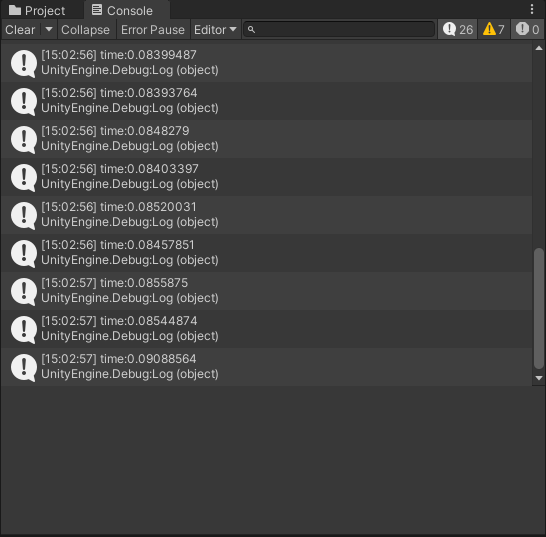 Project
Console
Clear
Collapse
Error Pause
Editor
26
7
0
[15:02:56] time:0.08399487
UnityEngine.Debug:Log (object)
[15:02:56] time:0.08393764
UnityEngine.Debug:Log (object)
[15:02:56] time:0.0848279
UnityEngine.Debug:Log (object)
[15:02:56] time:0.08403397
UnityEngine.Debug:Log (object)
[15:02:56] time:0.08520031
UnityEngine.Debug:Log (object)
[15:02:56] time:0.08457851
UnityEngine.Debug:Log (object)
[15:02:57] time:0.0855875
UnityEngine.Debug:Log (object)
[15:02:57] time:0.08544874
UnityEngine.Debug:Log (object)
[15:02:57] time:0.09088564
UnityEngine.Debug:Log (object)